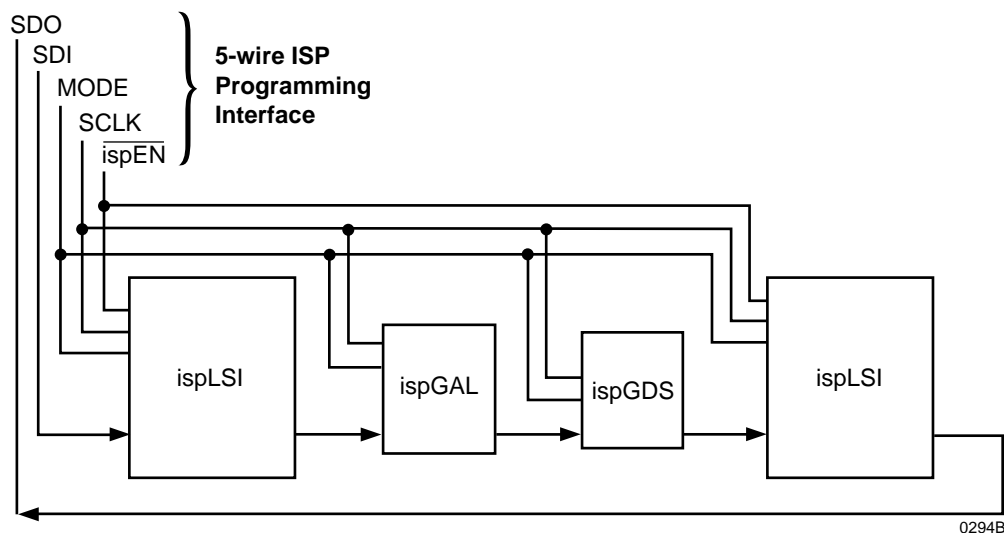 SDO
SDI
MODE
SCLK
ispEN
5-wire ISP
Programming
Interface
ispLSI
ispGAL
ispGDS
ispLSI
0294B